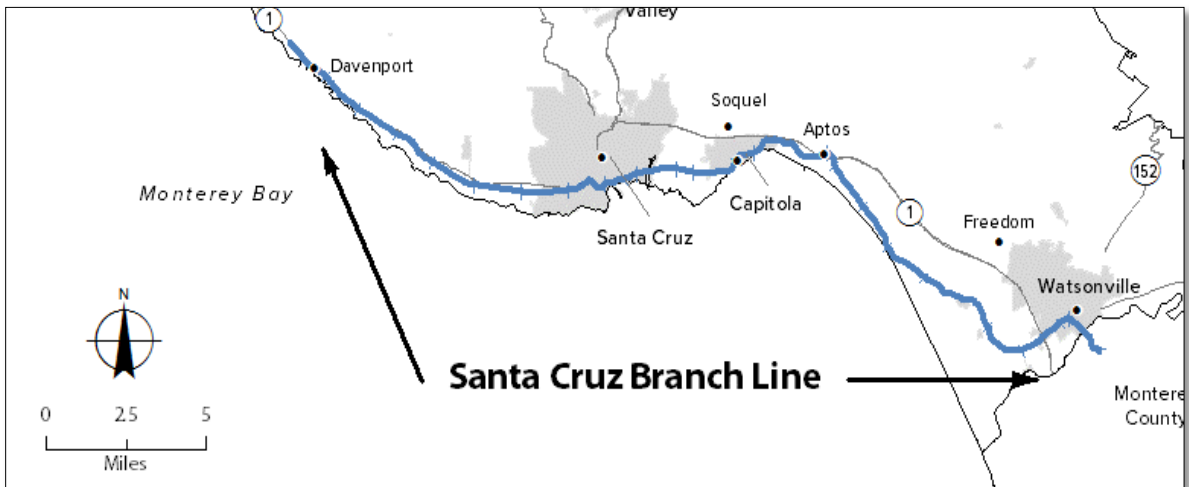 Valley
1
Davenport
Soquel
Aptos
152
Monterey Bay
Capitola
1
Freedom
Santa Cruz
Watsonville
N
Santa Cruz Branch Line
Montere
County
0 2.5 5
Miles